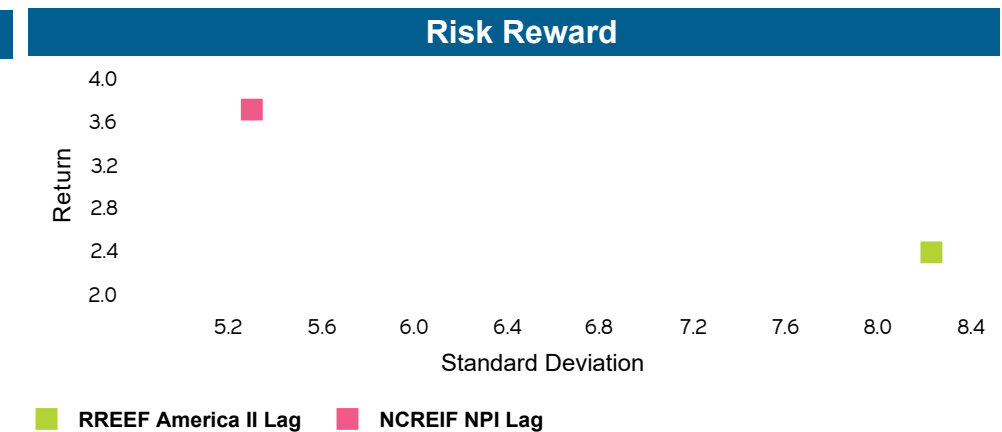 Risk Reward
4.0
3.6
3.2
2.8
2.4
2.0
Return
5.2 5.6 6.0 6.4 6.8 7.2 7.6 8.0 8.4
Standard Deviation
RREEF America II Lag NCREIF NPI Lag